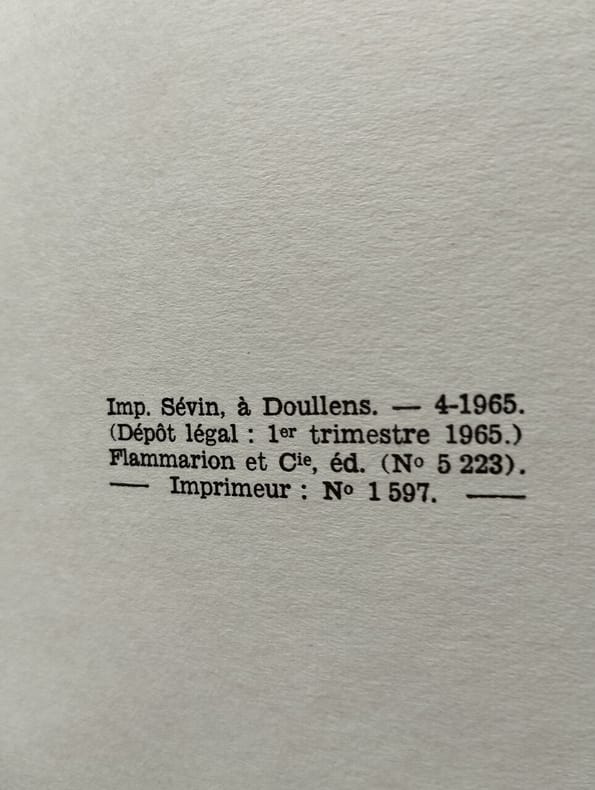 Imp. Sévin, à Doullens. — 4-1965.
(Dépôt légal : 1er trimestre 1965.)
Flammarion et Cie, éd. (No 5 223).
— Imprimeur : No 1 597. —